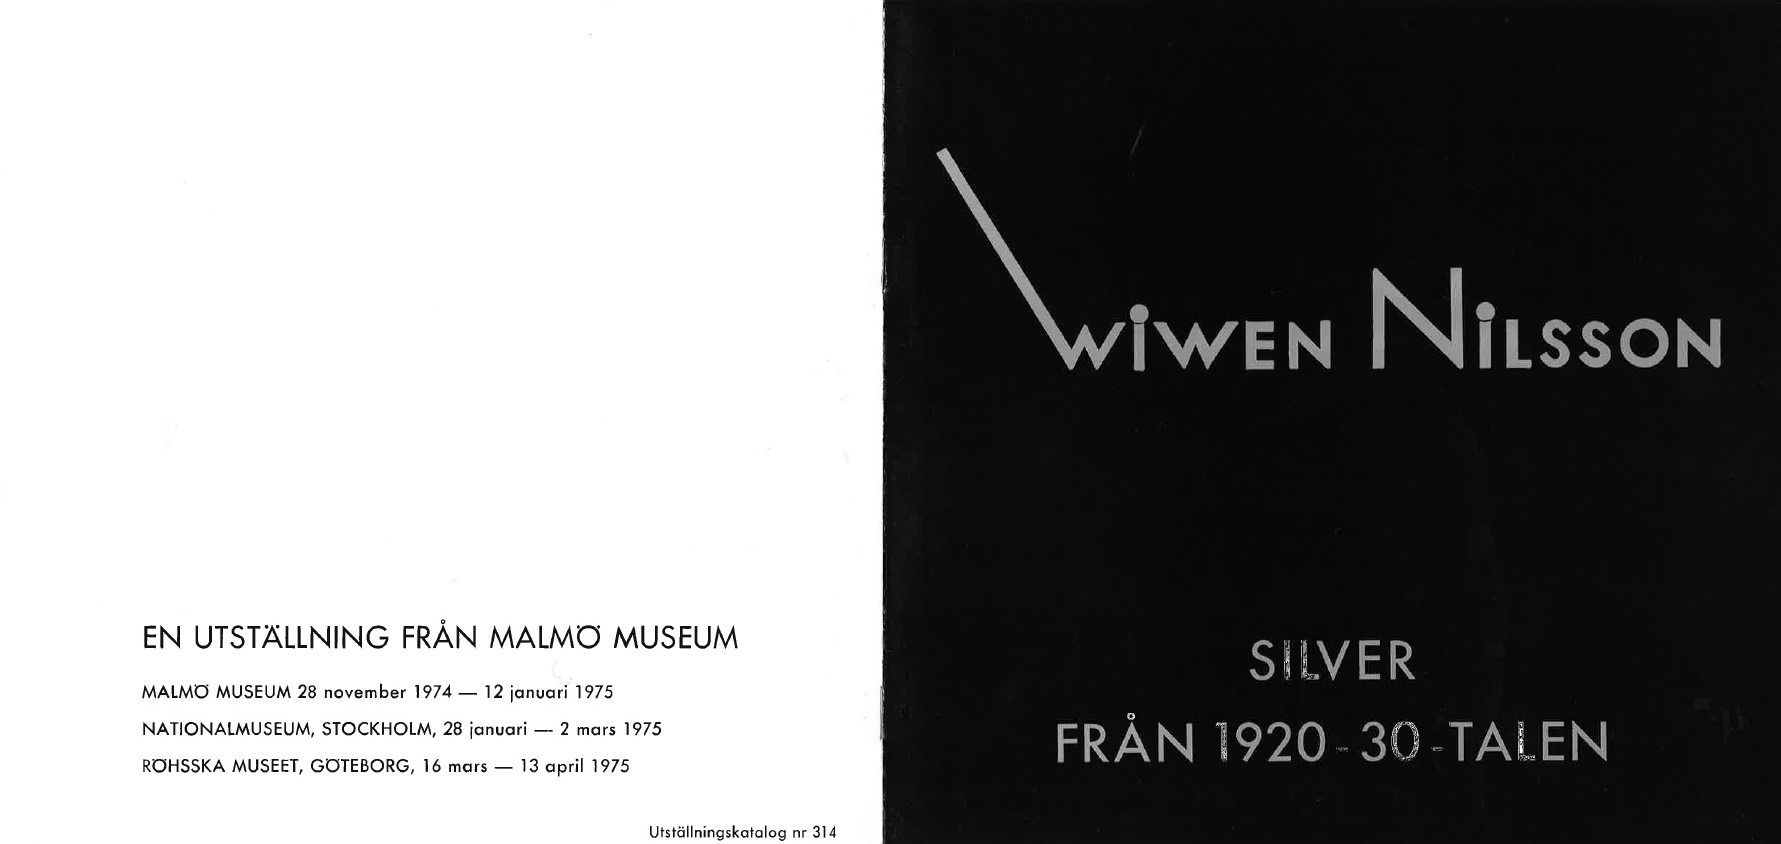 EN UTSTÄLLNING FRÅN MALMÖ MUSEUM
MALMÖ MUSEUM 28 november 1974 — 12 januari 1975
NATIONALMUSEUM, STOCKHOLM, 28 januari — 2 mars 1975
RÖHSSKA MUSEET, GÖTEBORG, 16 mars — 13 april 1975
Utställningskatalog nr 314
WiWEN NiLSSON
SILVER
FRÅN 1920-30-TALEN